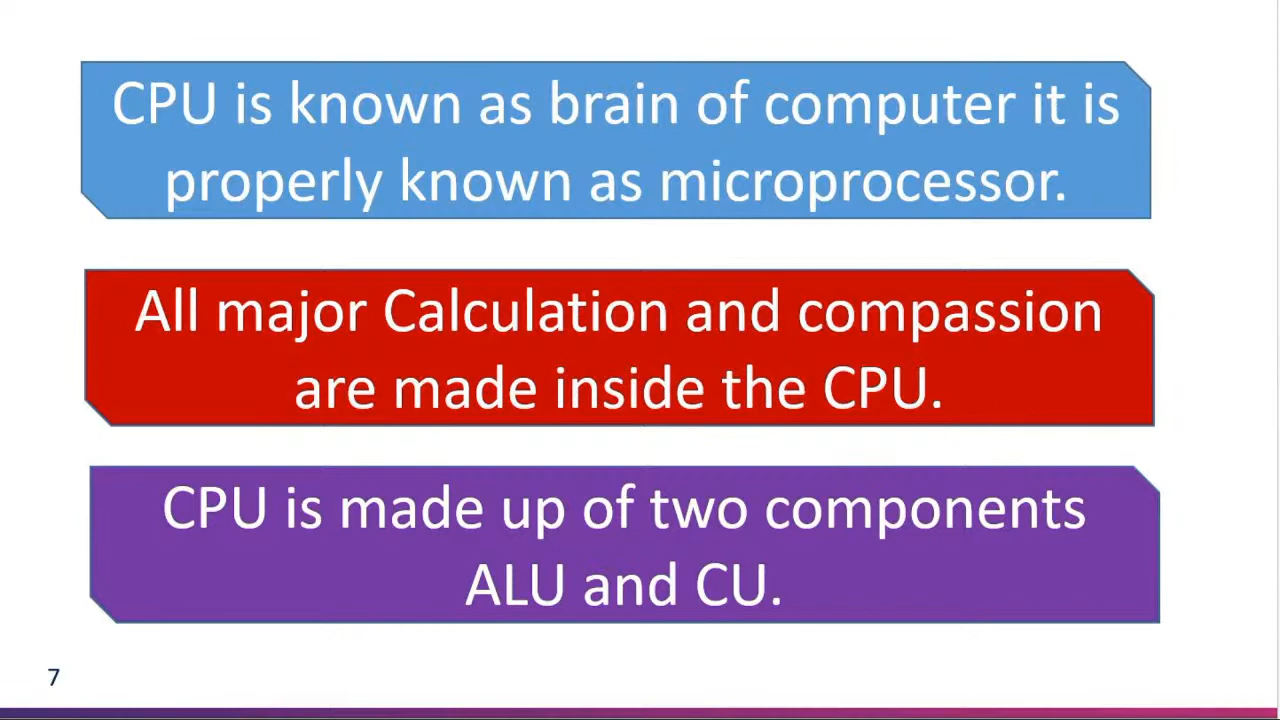 CPU is known as brain of computer it is
properly known as microprocessor.
All major Calculation and compassion
are made inside the CPU.
CPU is made up of two components
ALU and CU.
7